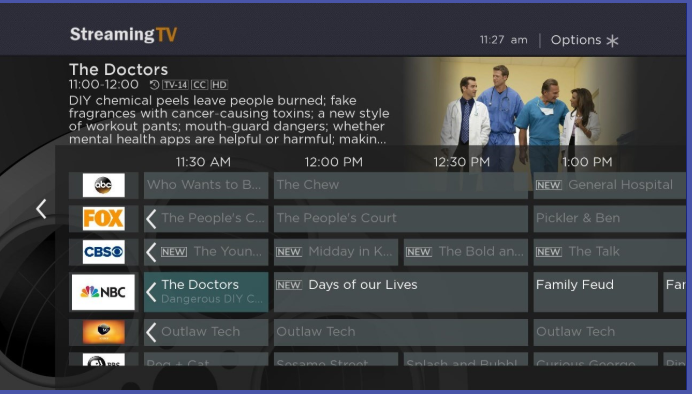 StreamingTV
11:27 am | Options
The Doctors
11:00-12:00 TV-14 CC HD
DIY chemical peels leave people burned; fake
fragrances with cancer-causing toxins; a new style
of workout pants; mouth-guard dangers; whether
mental health apps are helpful or harmful; makin...
11:30 AM 12:00 PM 12:30 PM 1:00 PM
abc Who Wants to B... The Chew NEW General Hospital
FOX The People's C... The People's Court Pickler & Ben
CBS NEW The Youn... NEW Midday in K... NEW The Bold an... NEW The Talk
NBC The Doctors NEW Days of our Lives Family Feud Far
Dangerous DIY C...
Outlaw Tech Outlaw Tech Outlaw Tech
PBS Peg + Cat Sesame Street Splash and Bubbl Curious George Pin